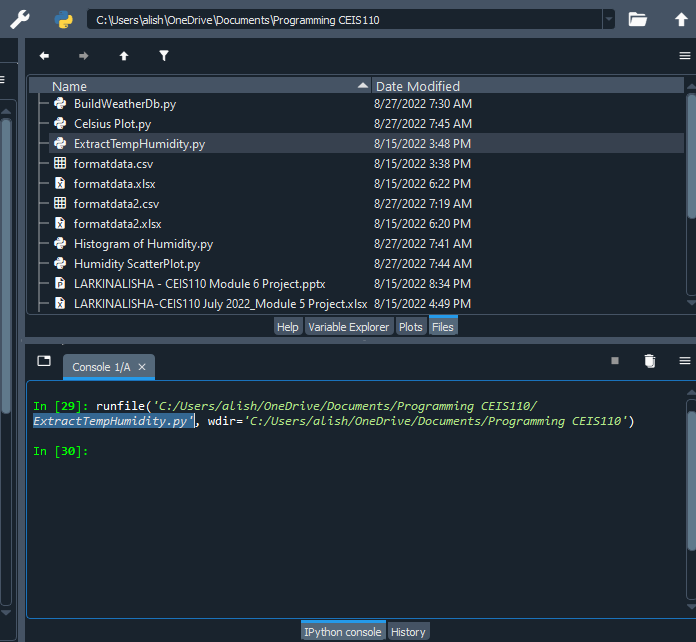 C:\Users\alish\OneDrive\Documents\Programming CEIS110
Name Date Modified
BuildWeatherDb.py 8/27/2022 7:30 AM
Celsius Plot.py 8/27/2022 7:45 AM
ExtractTempHumidity.py 8/15/2022 3:48 PM
formatdata.csv 8/15/2022 3:38 PM
formatdata.xlsx 8/15/2022 6:22 PM
formatdata2.csv 8/27/2022 7:19 AM
formatdata2.xlsx 8/15/2022 6:20 PM
Histogram of Humidity.py 8/27/2022 7:41 AM
Humidity ScatterPlot.py 8/27/2022 7:44 AM
LARKINALISHA - CEIS110 Module 6 Project.pptx 8/15/2022 8:34 PM
LARKINALISHA-CEIS110 July 2022_Module 5 Project.xlsx 8/15/2022 4:49 PM
Help Variable Explorer Plots Files
Console 1/A
In [29]: runfile('C:/Users/alish/OneDrive/Documents/Programming CEIS110/
ExtractTempHumidity.py', wdir='C:/Users/alish/OneDrive/Documents/Programming CEIS110')
In [30]:
IPython console History